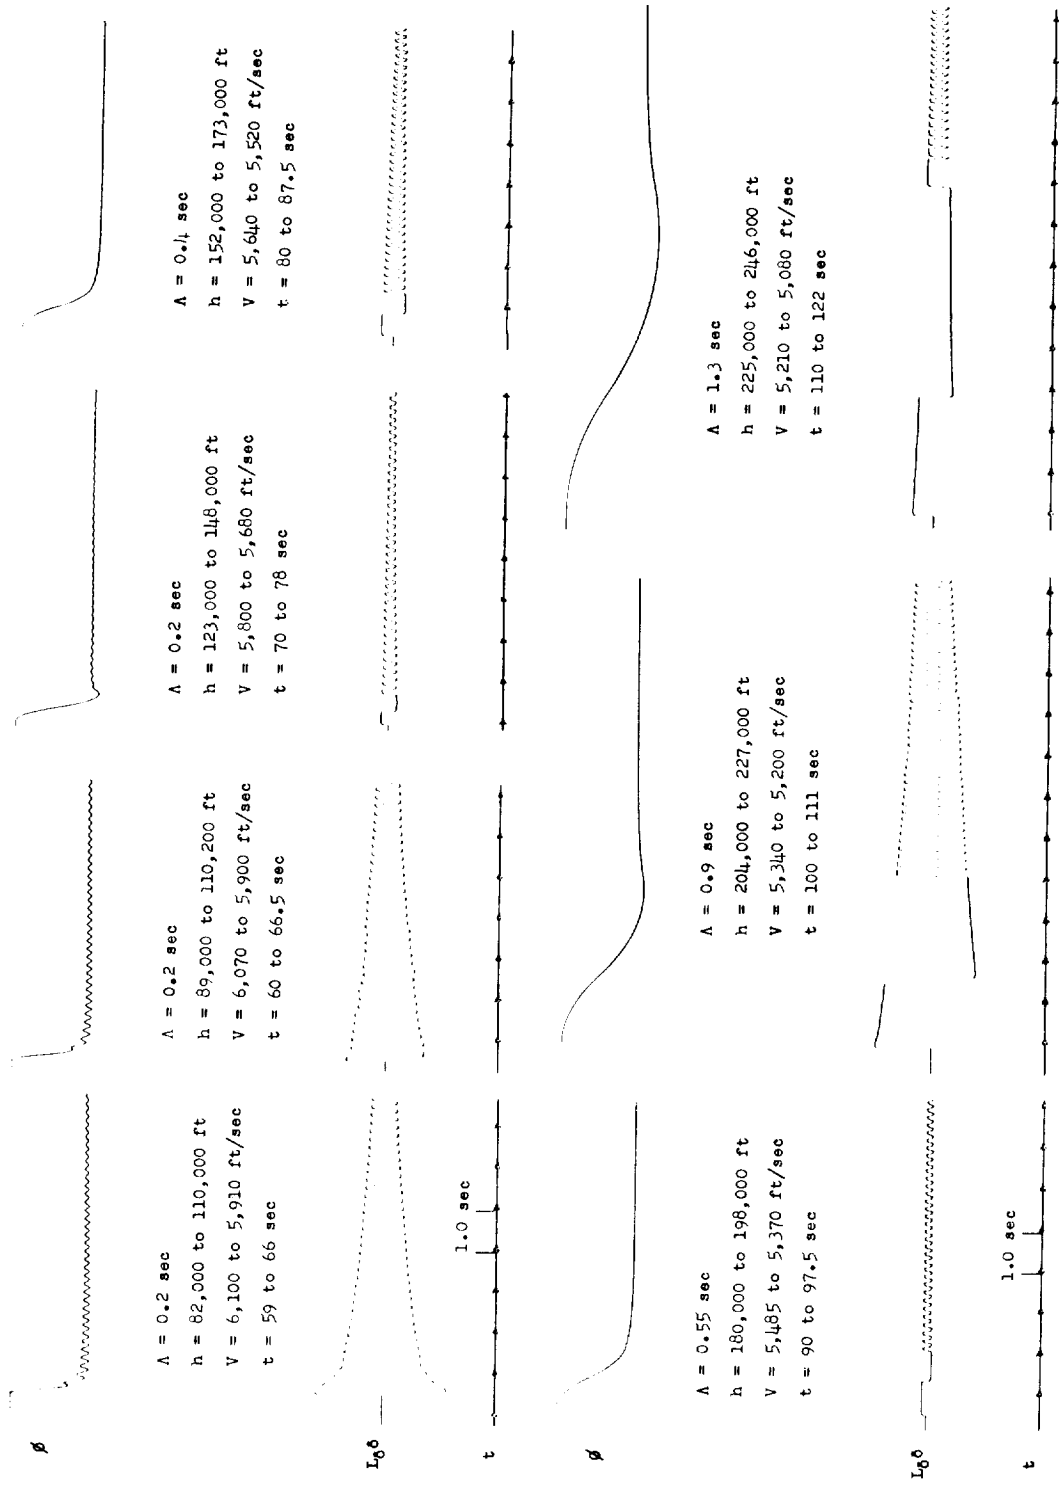 ø
Λ = 0.2 sec
h = 82,000 to 110,000 ft
V = 6,100 to 5,910 ft/sec
t = 59 to 66 sec
Λ = 0.2 sec
h = 89,000 to 110,200 ft
V = 6,070 to 5,900 ft/sec
t = 60 to 66.5 sec
Λ = 0.2 sec
h = 123,000 to 148,000 ft
V = 5,800 to 5,680 ft/sec
t = 70 to 78 sec
Λ = 0.4 sec
h = 152,000 to 173,000 ft
V = 5,640 to 5,520 ft/sec
t = 80 to 87.5 sec
L_δ δ
1.0 sec
t
ø
Λ = 0.55 sec
h = 180,000 to 198,000 ft
V = 5,485 to 5,370 ft/sec
t = 90 to 97.5 sec
Λ = 0.9 sec
h = 204,000 to 227,000 ft
V = 5,340 to 5,200 ft/sec
t = 100 to 111 sec
Λ = 1.3 sec
h = 225,000 to 246,000 ft
V = 5,210 to 5,080 ft/sec
t = 110 to 122 sec
L_δ δ
1.0 sec
t